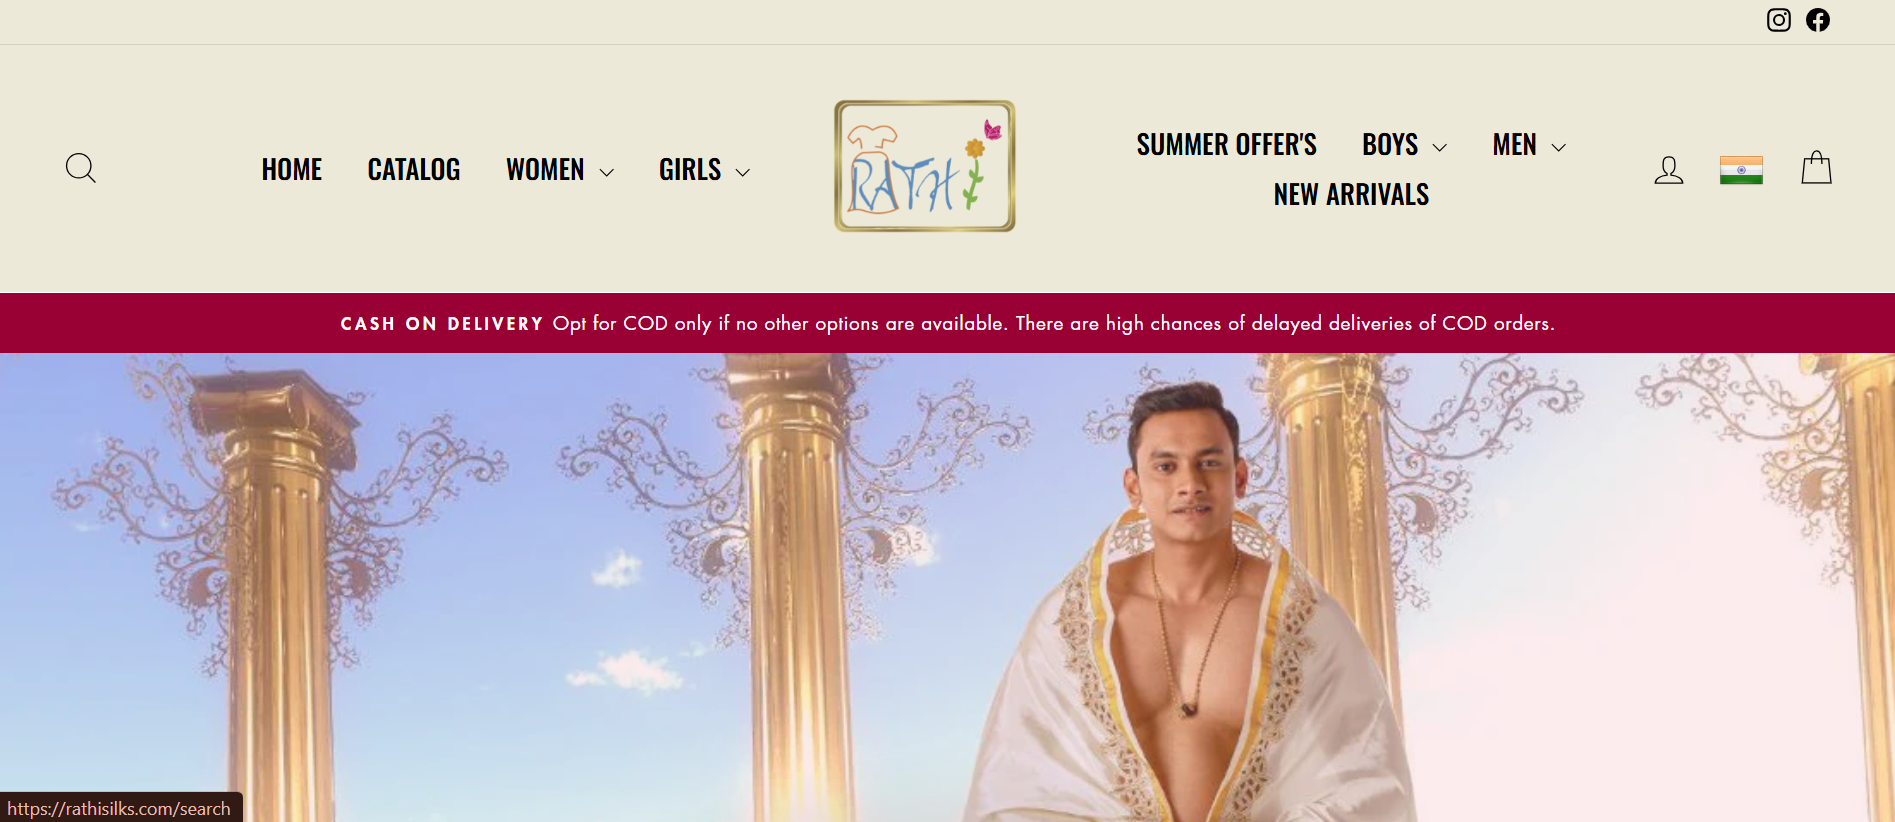 HOME CATALOG WOMEN GIRLS
RATHI
SUMMER OFFER'S BOYS MEN
NEW ARRIVALS
CASH ON DELIVERY Opt for COD only if no other options are available. There are high chances of delayed deliveries of COD orders.
https://rathisilks.com/search